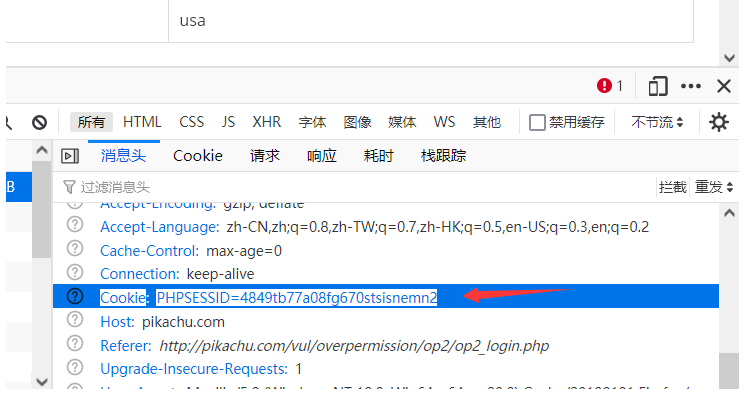 usa
1
所有 HTML CSS JS XHR 字体 图像 媒体 WS 其他 禁用缓存 不节流
消息头 Cookie 请求 响应 耗时 栈跟踪
B
过滤消息头 拦截 重发
Accept-Encoding: gzip, deflate
Accept-Language: zh-CN,zh;q=0.8,zh-TW;q=0.7,zh-HK;q=0.5,en-US;q=0.3,en;q=0.2
Cache-Control: max-age=0
Connection: keep-alive
Cookie: PHPSESSID=4849tb77a08fg670stsisnemn2
Host: pikachu.com
Referer: http://pikachu.com/vul/overpermission/op2/op2_login.php
Upgrade-Insecure-Requests: 1